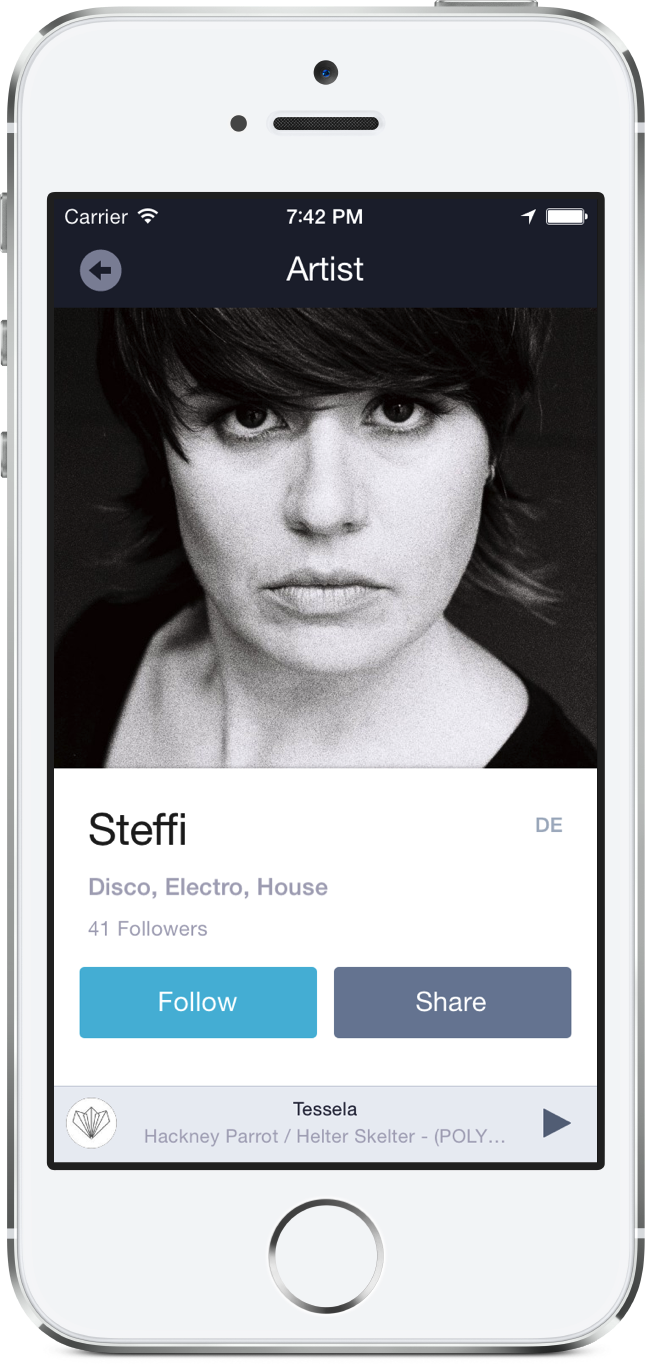 Carrier 7:42 PM
Artist
Steffi DE
Disco, Electro, House
41 Followers
Follow Share
Tessela
Hackney Parrot / Helter Skelter - (POLY…